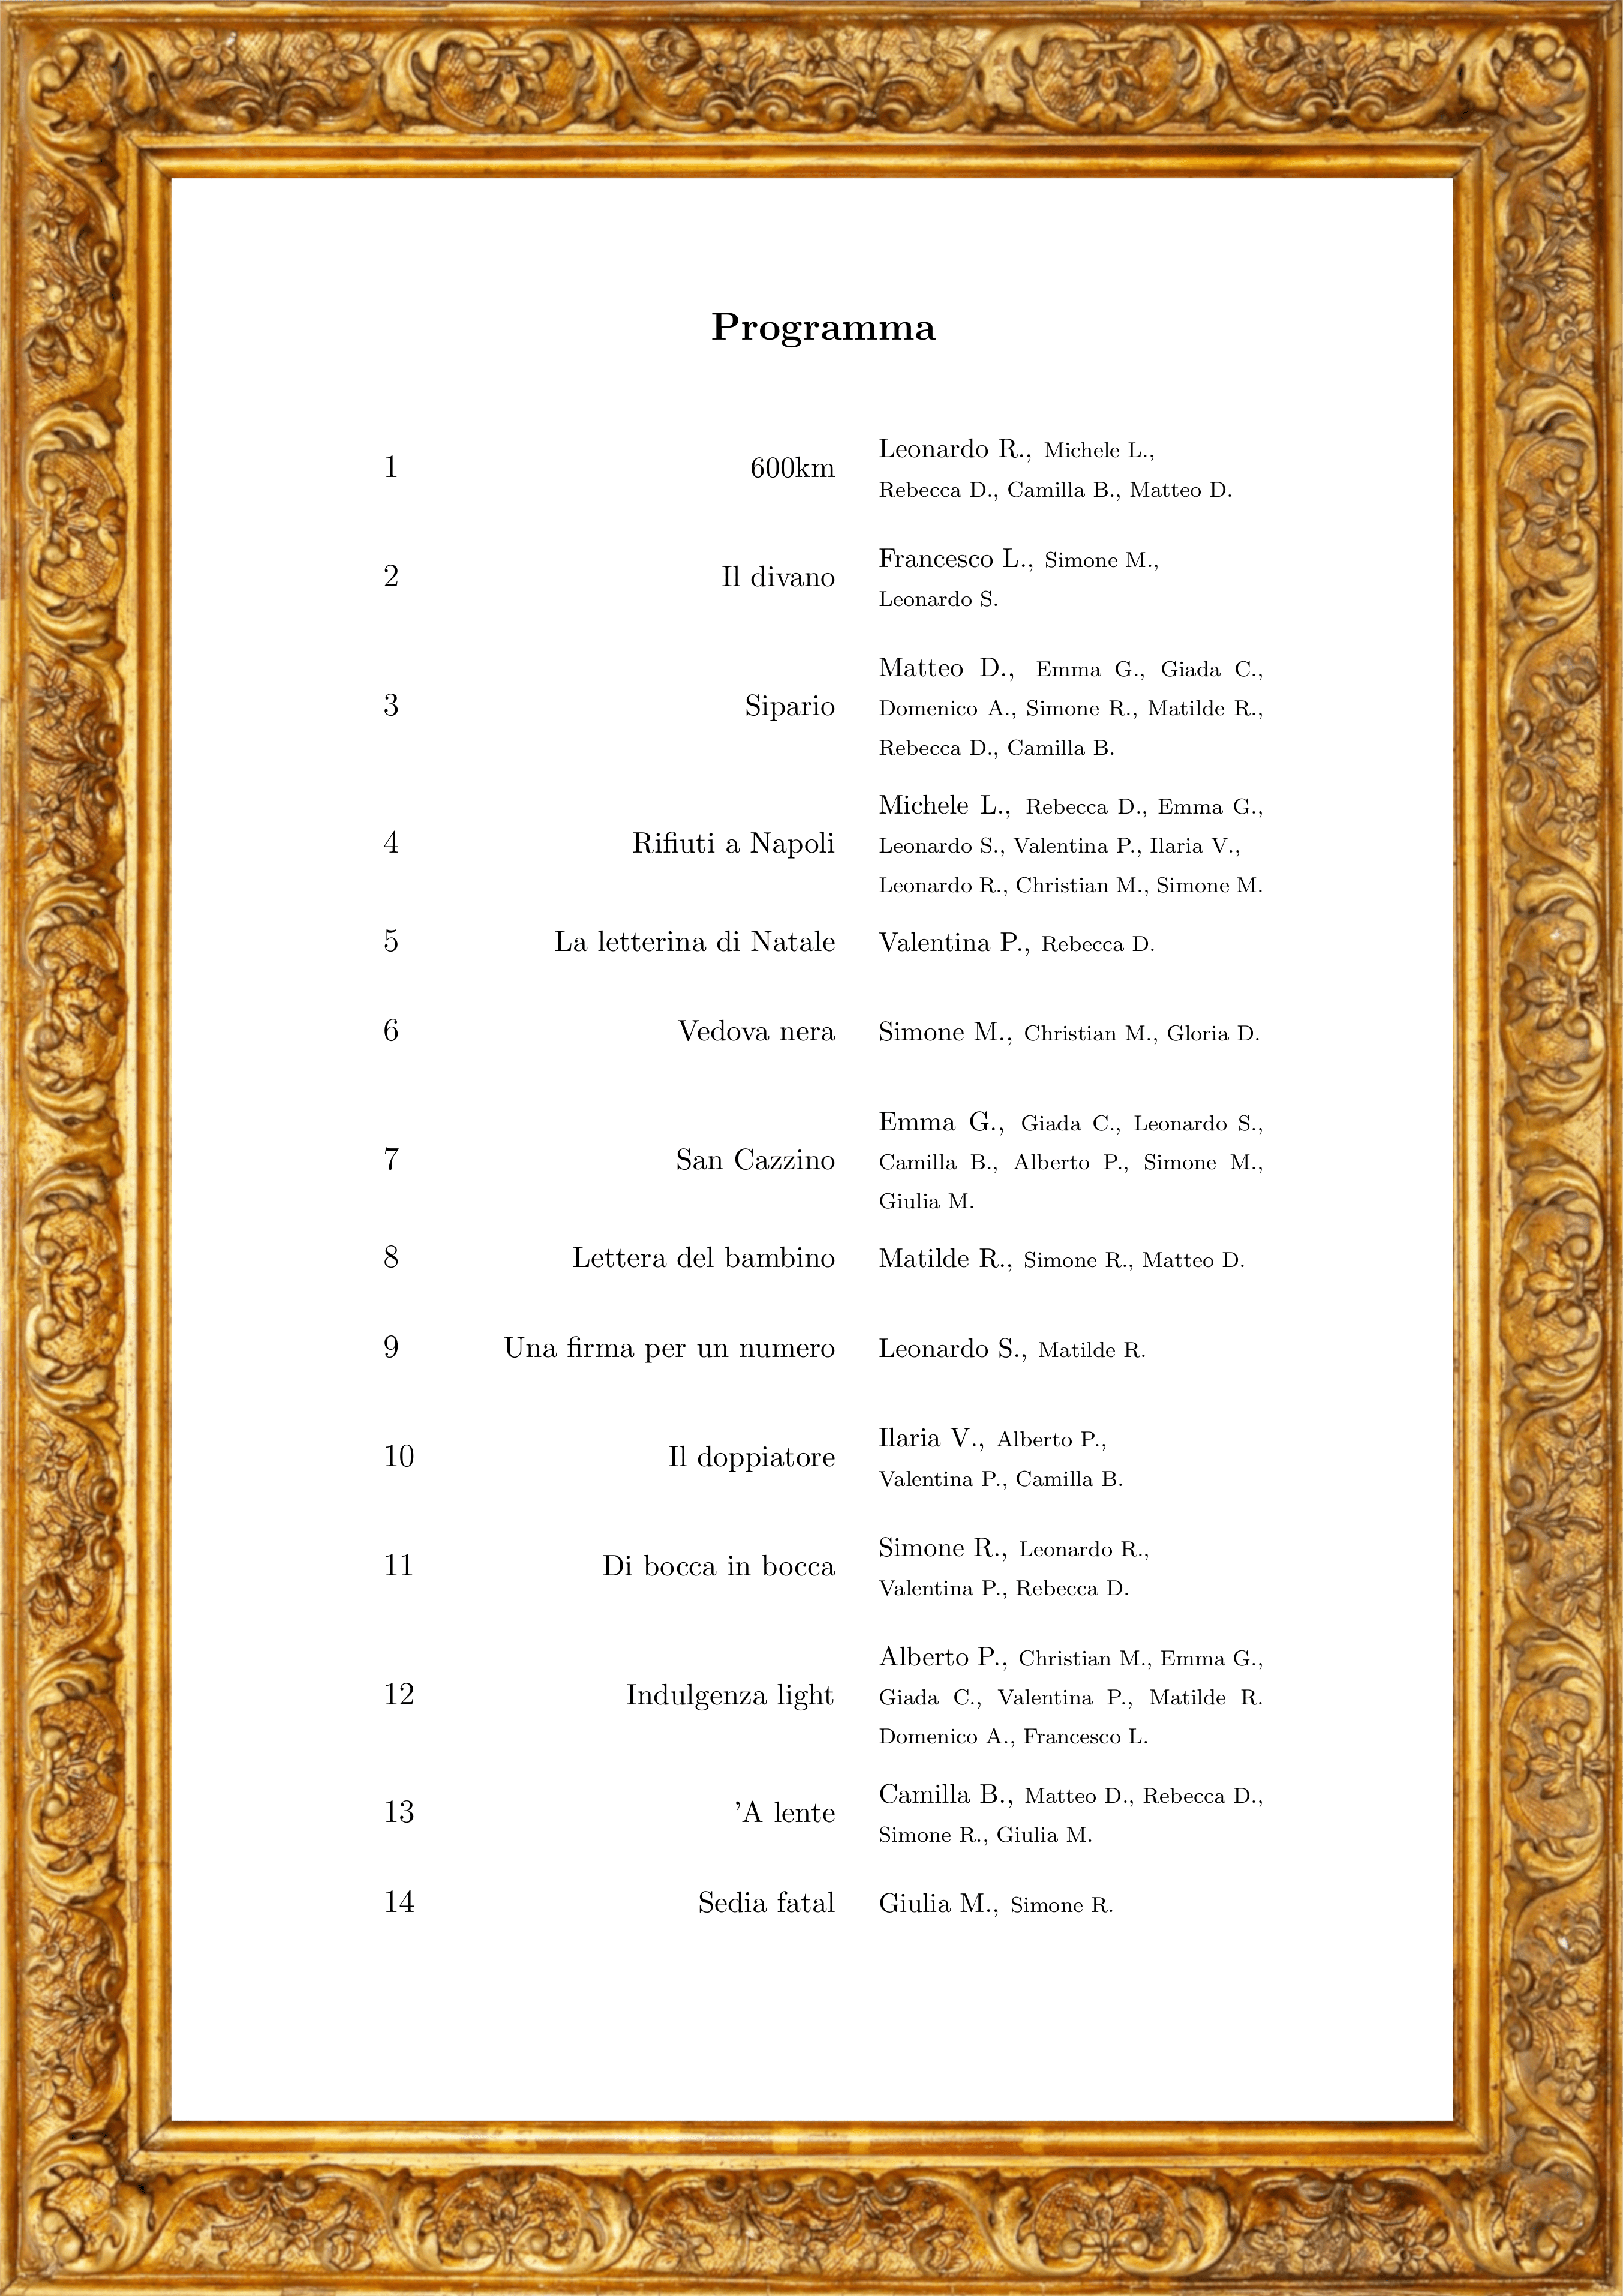 Programma
1 600km Leonardo R., Michele L.,
Rebecca D., Camilla B., Matteo D.
2 Il divano Francesco L., Simone M.,
Leonardo S.
3 Sipario Matteo D., Emma G., Giada C.,
Domenico A., Simone R., Matilde R.,
Rebecca D., Camilla B.
4 Rifiuti a Napoli Michele L., Rebecca D., Emma G.,
Leonardo S., Valentina P., Ilaria V.,
Leonardo R., Christian M., Simone M.
5 La letterina di Natale Valentina P., Rebecca D.
6 Vedova nera Simone M., Christian M., Gloria D.
7 San Cazzino Emma G., Giada C., Leonardo S.,
Camilla B., Alberto P., Simone M.,
Giulia M.
8 Lettera del bambino Matilde R., Simone R., Matteo D.
9 Una firma per un numero Leonardo S., Matilde R.
10 Il doppiatore Ilaria V., Alberto P.,
Valentina P., Camilla B.
11 Di bocca in bocca Simone R., Leonardo R.,
Valentina P., Rebecca D.
12 Indulgenza light Alberto P., Christian M., Emma G.,
Giada C., Valentina P., Matilde R.
Domenico A., Francesco L.
13 ’A lente Camilla B., Matteo D., Rebecca D.,
Simone R., Giulia M.
14 Sedia fatal Giulia M., Simone R.